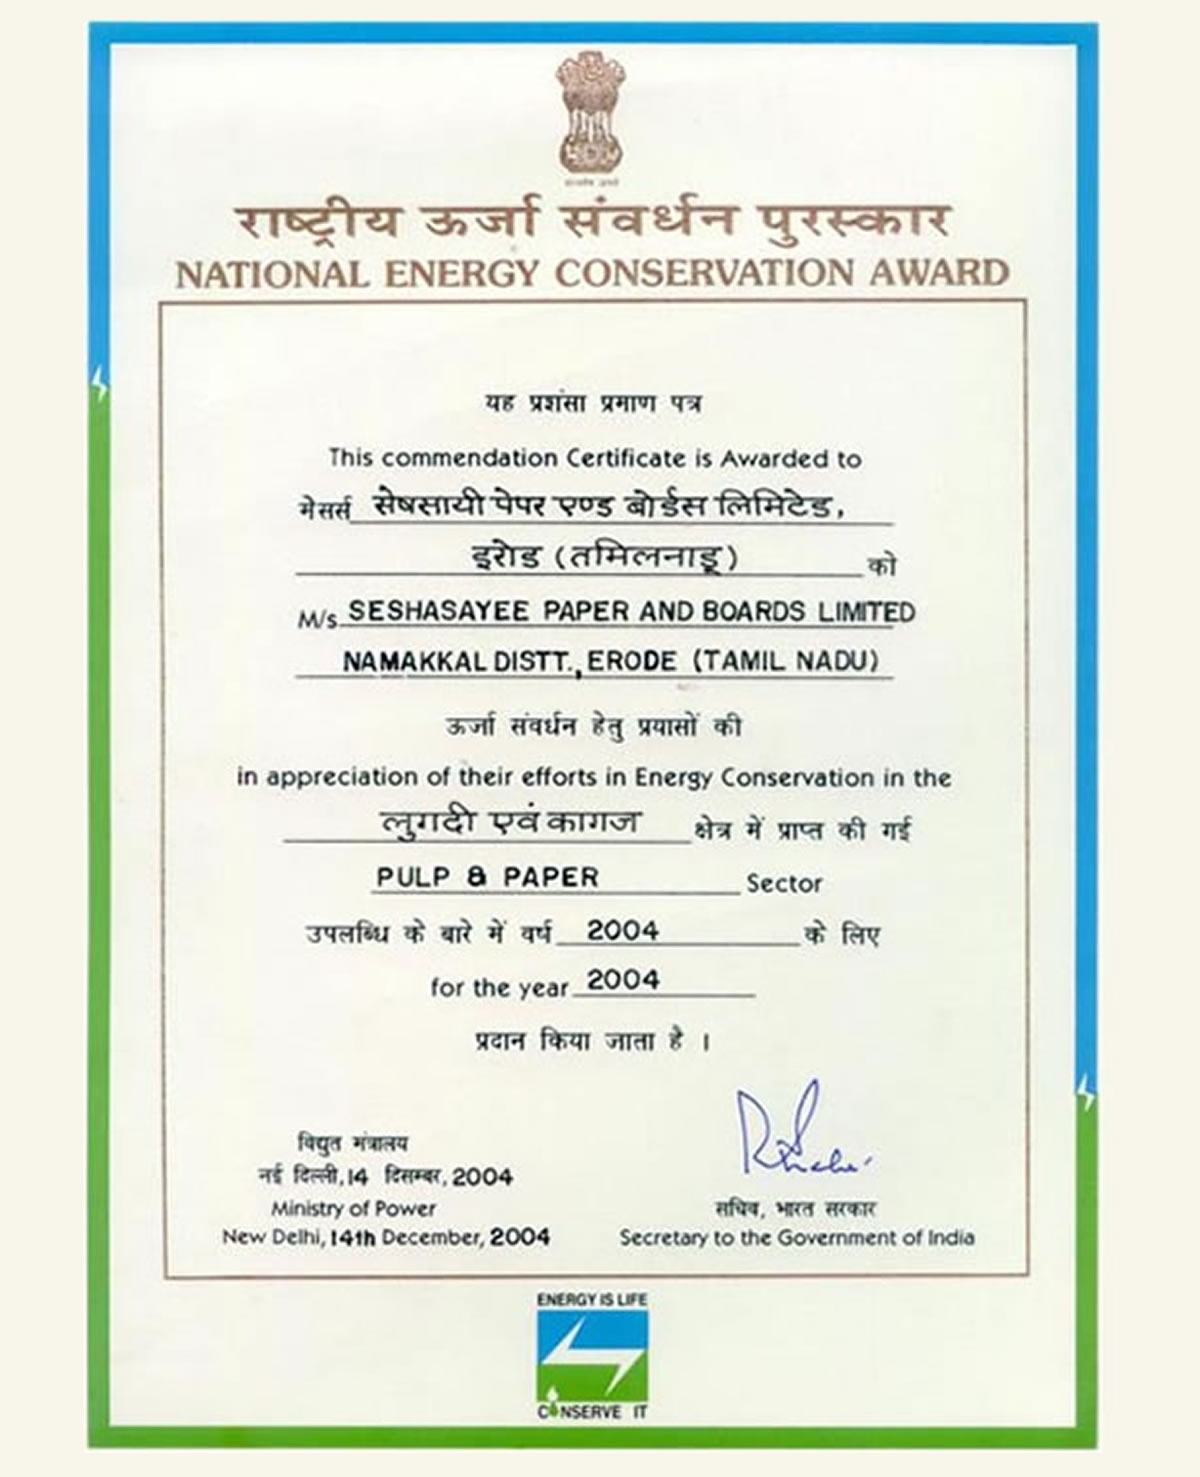 राष्ट्रीय ऊर्जा संवर्धन पुरस्कार
NATIONAL ENERGY CONSERVATION AWARD
यह प्रशंसा प्रमाण पत्र
This commendation Certificate is Awarded to
मेसर्स सेषसायी पेपर एण्ड बोर्डस लिमिटेड,
इरोड (तमिलनाडू) को
M/s SESHASAYEE PAPER AND BOARDS LIMITED
NAMAKKAL DISTT., ERODE (TAMIL NADU)
ऊर्जा संवर्धन हेतु प्रयासों की
in appreciation of their efforts in Energy Conservation in the
लुगदी एवं कागज क्षेत्र में प्राप्त की गई
PULP & PAPER Sector
उपलब्धि के बारे में वर्ष 2004 के लिए
for the year 2004
प्रदान किया जाता है ।
विद्युत मंत्रालय
नई दिल्ली, 14 दिसम्बर, 2004
Ministry of Power
New Delhi, 14th December, 2004
सचिव, भारत सरकार
Secretary to the Government of India
ENERGY IS LIFE
CONSERVE IT